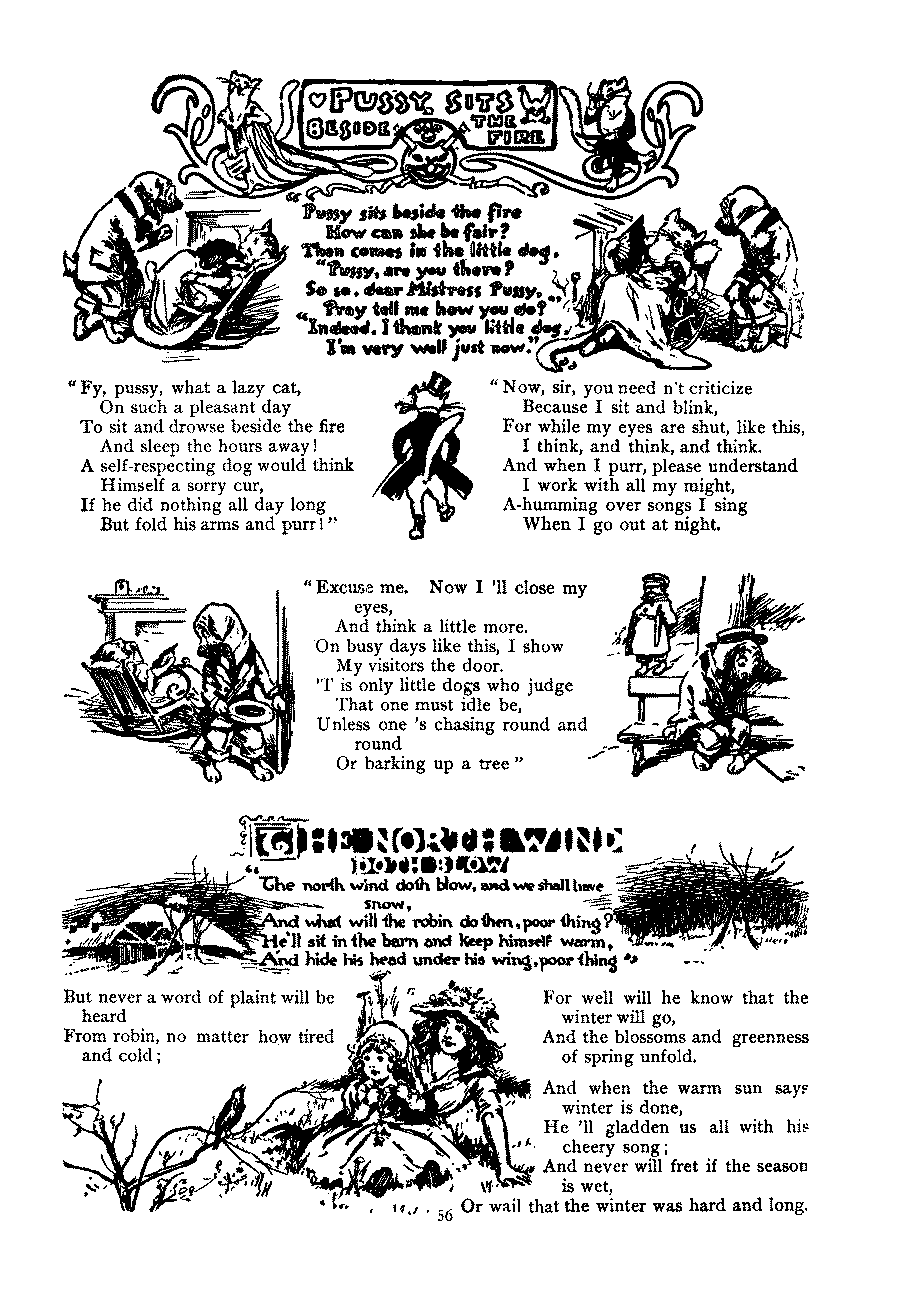 PUSSY SITS
BESIDE THE
FIRE
"Pussy sits beside the fire
How can she be fair?
Then comes in the little dog,
"Pussy, are you there?
So so, dear Mistress Pussy,
Pray tell me how you do?"
"Indeed, I thank you little dog,
I'm very well just now."
"Fy, pussy, what a lazy cat,
On such a pleasant day
To sit and drowse beside the fire
And sleep the hours away!
A self-respecting dog would think
Himself a sorry cur,
If he did nothing all day long
But fold his arms and purr!"
"Now, sir, you need n't criticize
Because I sit and blink,
For while my eyes are shut, like this,
I think, and think, and think.
And when I purr, please understand
I work with all my might,
A-humming over songs I sing
When I go out at night.
"Excuse me. Now I 'll close my
eyes,
And think a little more.
On busy days like this, I show
My visitors the door.
'T is only little dogs who judge
That one must idle be,
Unless one 's chasing round and
round
Or barking up a tree"
THE NORTH WIND
DOTH BLOW
"The north wind doth blow, and we shall have
snow,
And what will the robin do then, poor thing?
He'll sit in the barn and keep himself warm,
And hide his head under his wing, poor thing"
But never a word of plaint will be
heard
From robin, no matter how tired
and cold;
For well will he know that the
winter will go,
And the blossoms and greenness
of spring unfold.
And when the warm sun says
winter is done,
He 'll gladden us all with his
cheery song;
And never will fret if the season
is wet,
Or wail that the winter was hard and long.
56